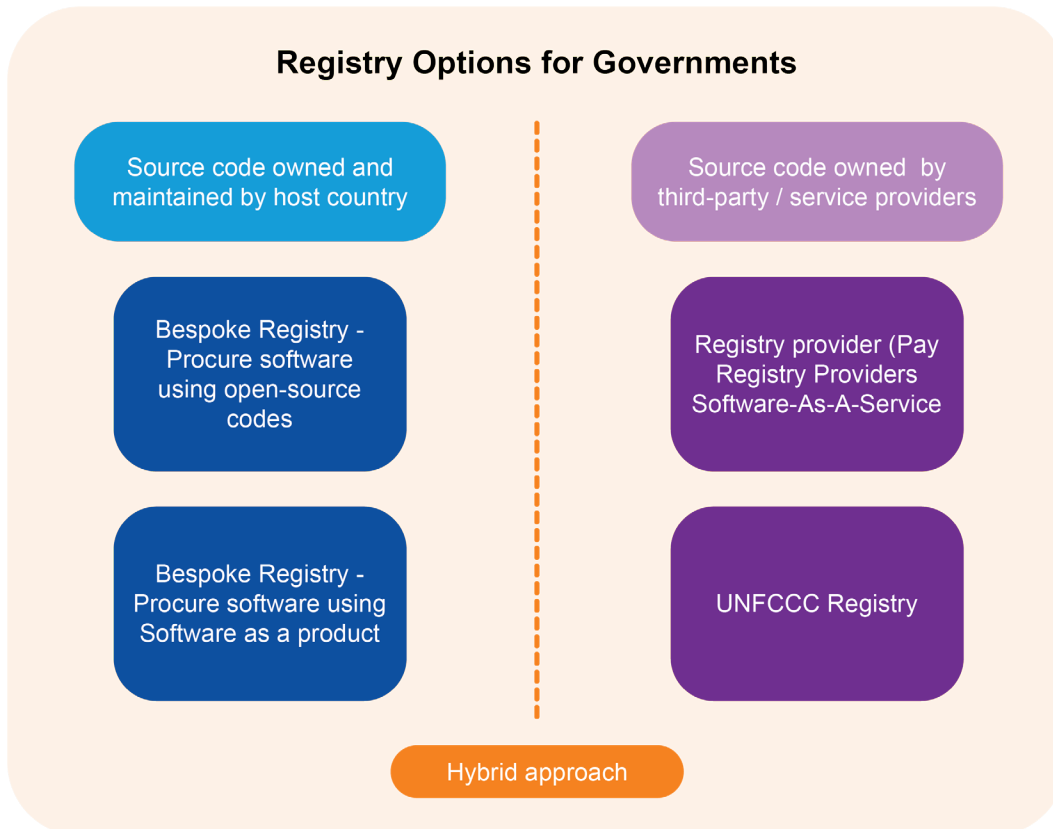 Registry Options for Governments
Source code owned and
maintained by host country
Source code owned by
third-party / service providers
Bespoke Registry -
Procure software
using open-source
codes
Registry provider (Pay
Registry Providers
Software-As-A-Service
Bespoke Registry -
Procure software using
Software as a product
UNFCCC Registry
Hybrid approach